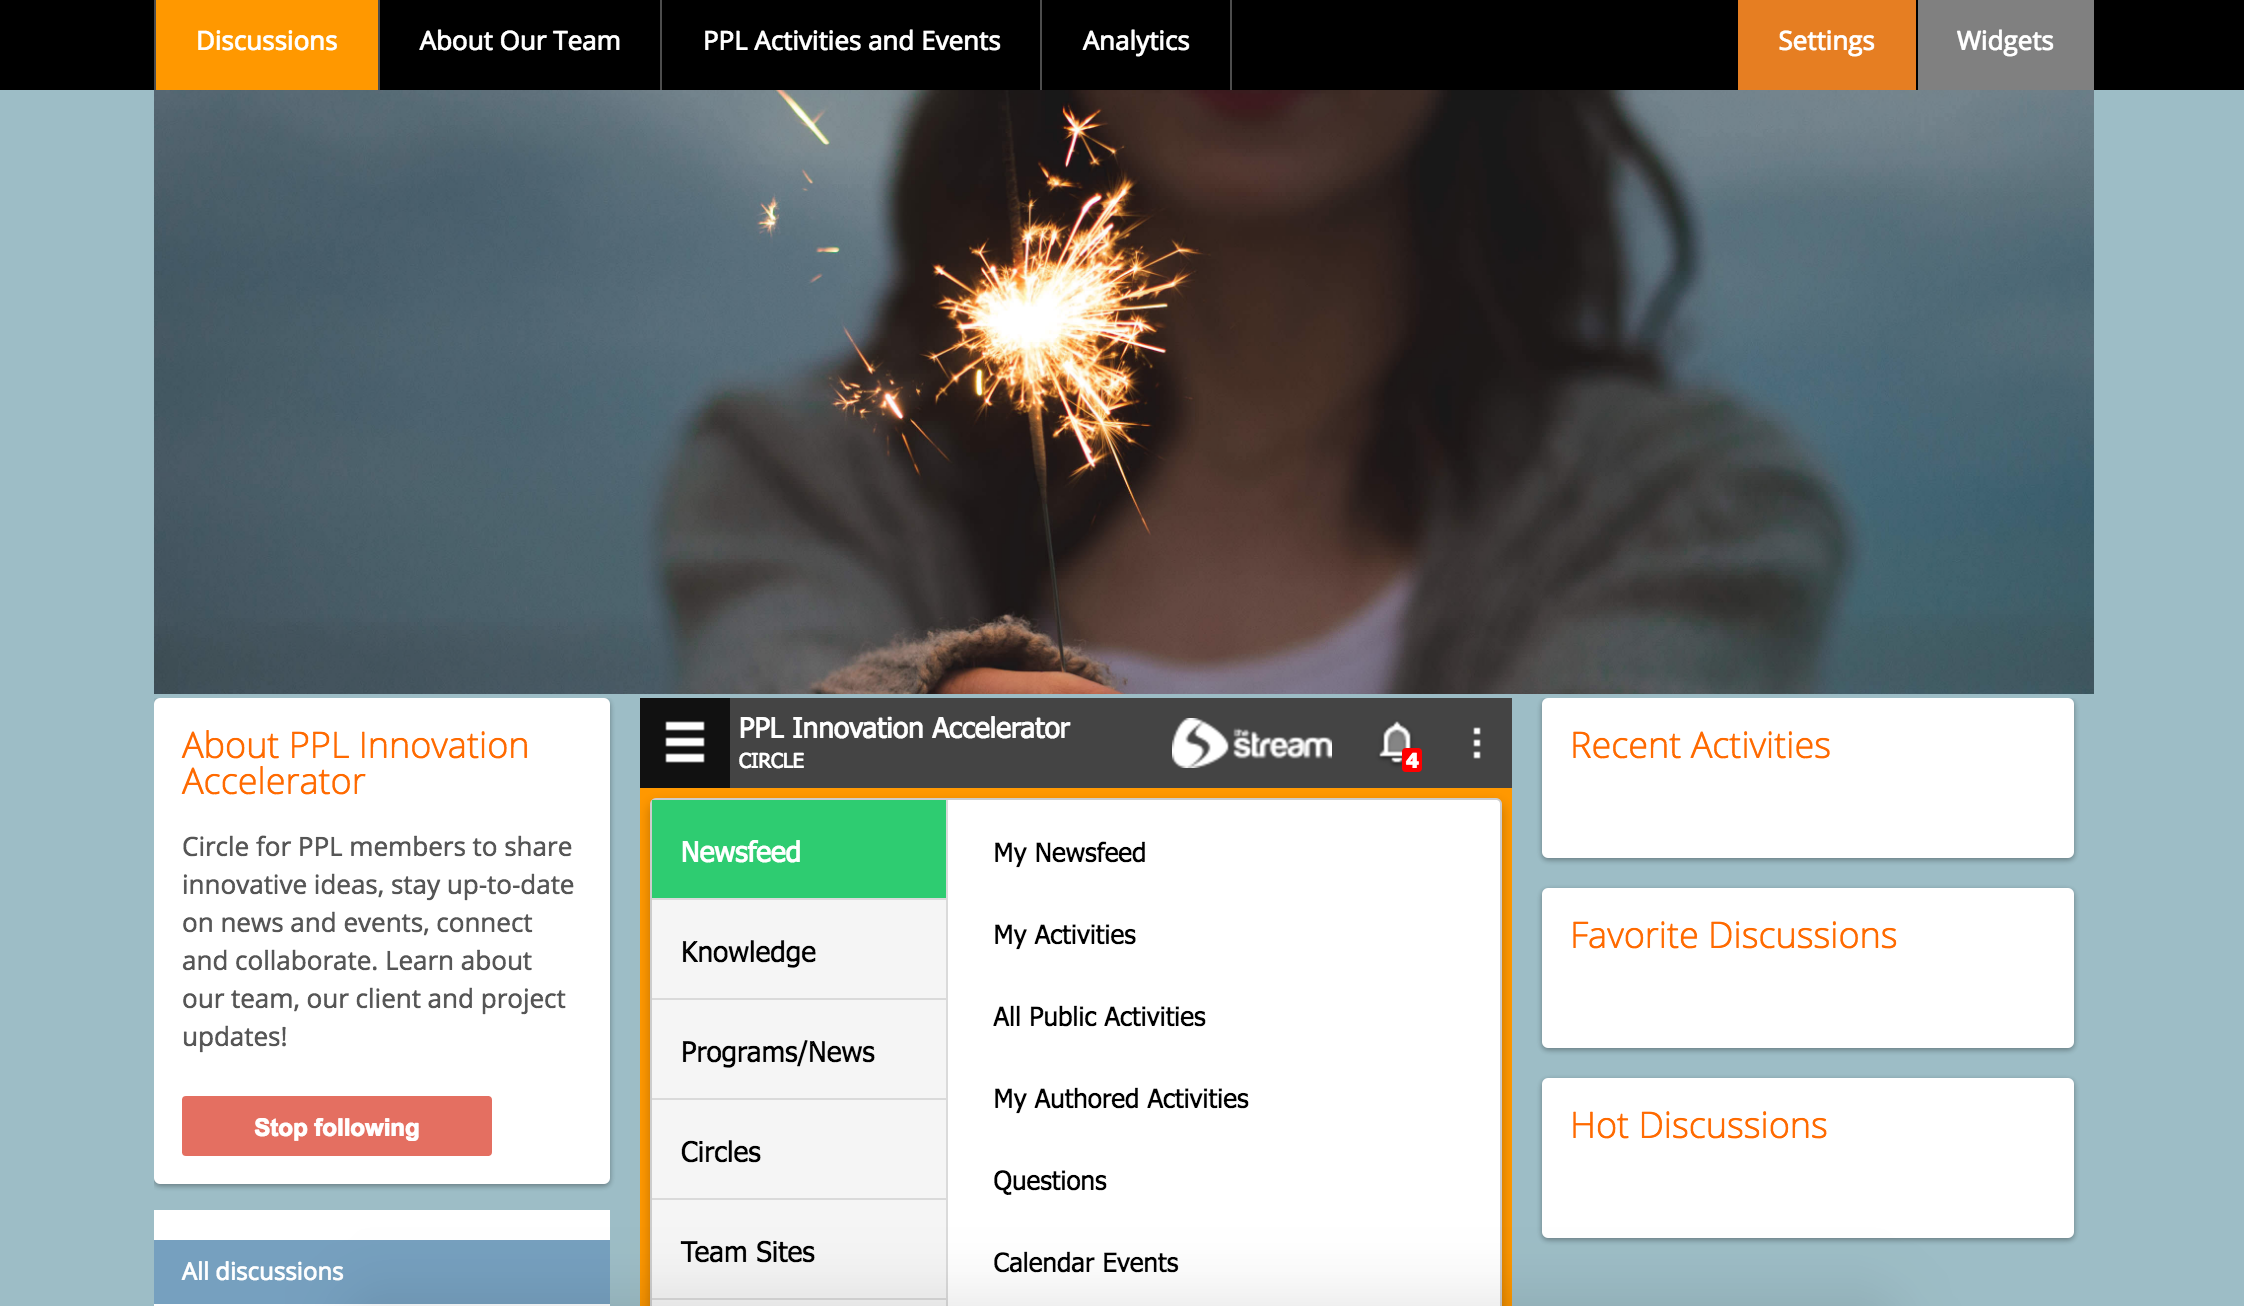 Discussions
About Our Team
PPL Activities and Events
Analytics
Settings
Widgets
About PPL Innovation
Accelerator
Circle for PPL members to share
innovative ideas, stay up-to-date
on news and events, connect
and collaborate. Learn about
our team, our client and project
updates!
Stop following
All discussions
PPL Innovation Accelerator
CIRCLE
the
stream
4
Newsfeed
Knowledge
Programs/News
Circles
Team Sites
My Newsfeed
My Activities
All Public Activities
My Authored Activities
Questions
Calendar Events
Recent Activities
Favorite Discussions
Hot Discussions